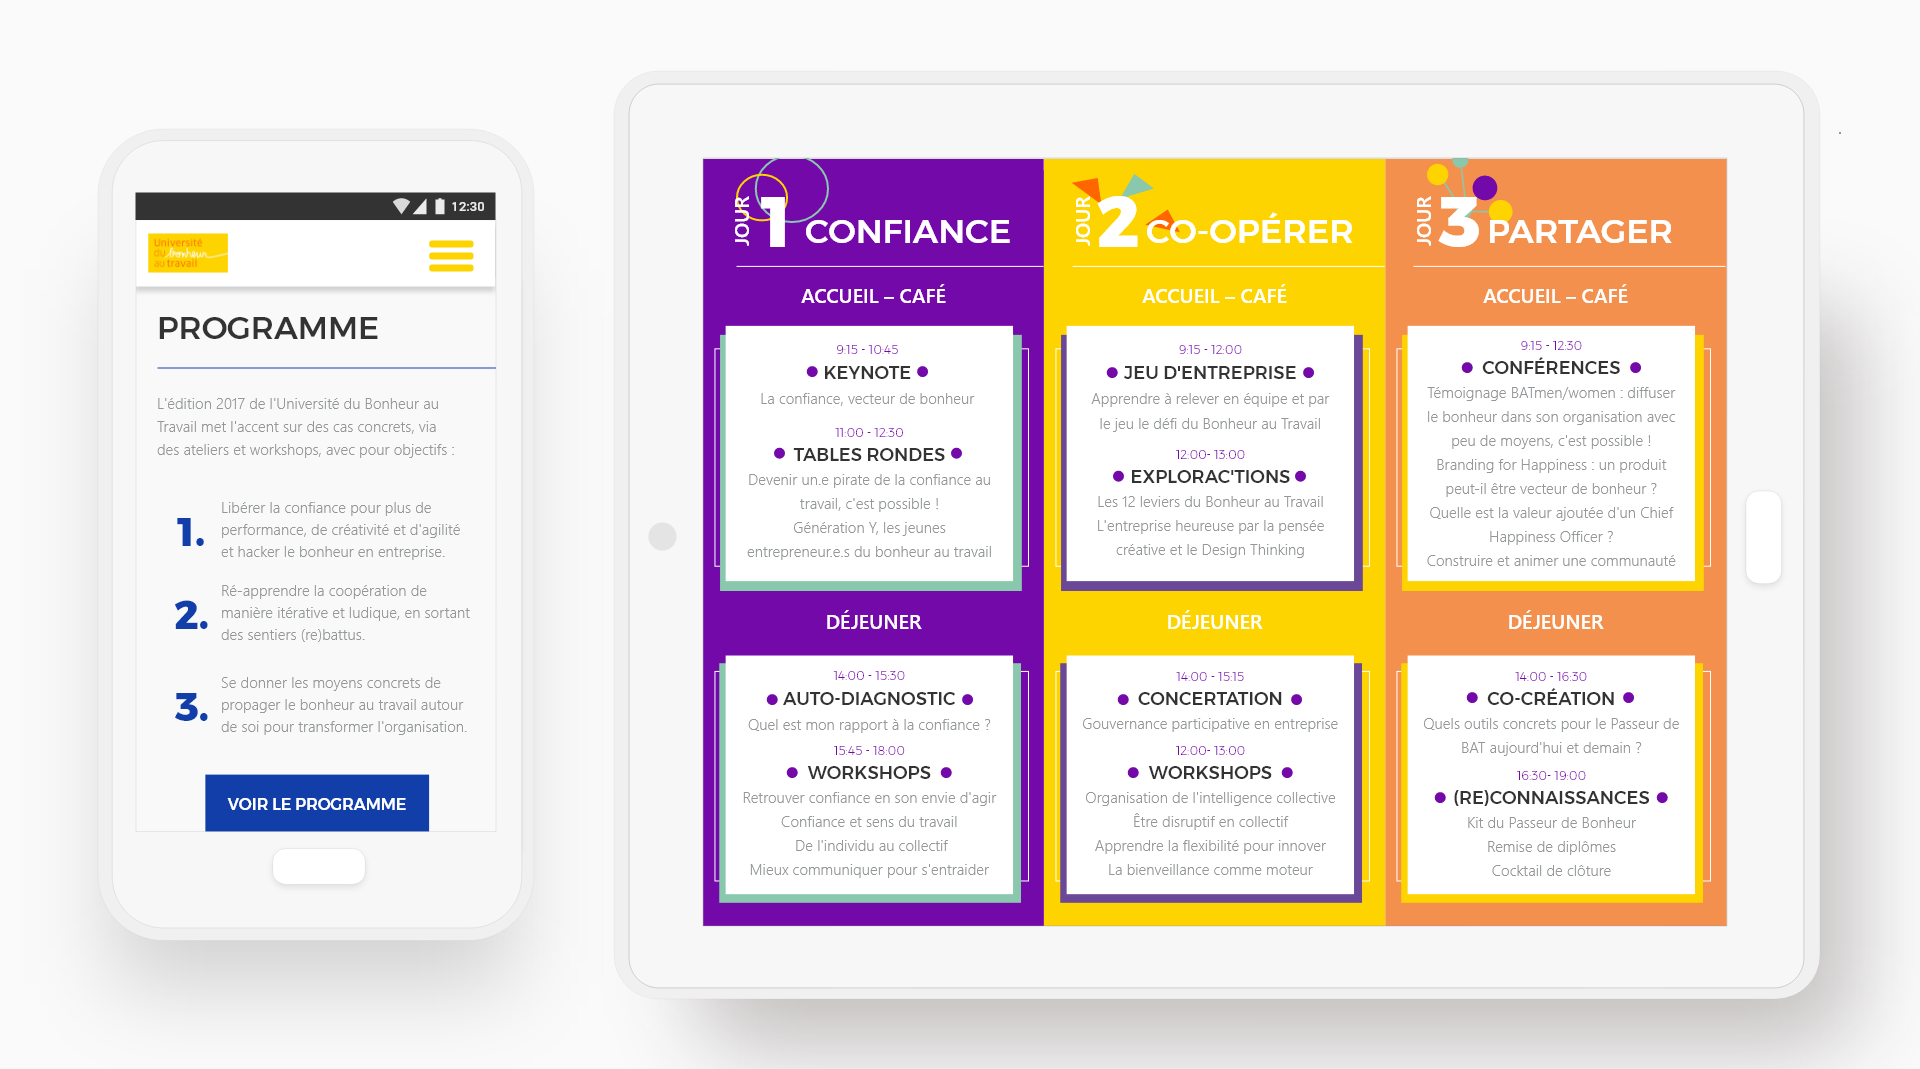 12:30
Université
du bonheur
au travail
PROGRAMME
L'édition 2017 de l'Université du Bonheur au
Travail met l'accent sur des cas concrets, via
des ateliers et workshops, avec pour objectifs :
1.
Libérer la confiance pour plus de
performance, de créativité et d'agilité
et hacker le bonheur en entreprise.
2.
Ré-apprendre la coopération de
manière itérative et ludique, en sortant
des sentiers (re)battus.
3.
Se donner les moyens concrets de
propager le bonheur au travail autour
de soi pour transformer l'organisation.
VOIR LE PROGRAMME
JOUR 1 CONFIANCE
ACCUEIL – CAFÉ
9:15 - 10:45
KEYNOTE
La confiance, vecteur de bonheur
11:00 - 12:30
TABLES RONDES
Devenir un.e pirate de la confiance au
travail, c'est possible !
Génération Y, les jeunes
entrepreneur.e.s du bonheur au travail
DÉJEUNER
14:00 - 15:30
AUTO-DIAGNOSTIC
Quel est mon rapport à la confiance ?
15:45 - 18:00
WORKSHOPS
Retrouver confiance en son envie d'agir
Confiance et sens du travail
De l'individu au collectif
Mieux communiquer pour s'entraider
JOUR 2 CO-OPÉRER
ACCUEIL – CAFÉ
9:15 - 12:00
JEU D'ENTREPRISE
Apprendre à relever en équipe et par
le jeu le défi du Bonheur au Travail
12:00- 13:00
EXPLORAC'TIONS
Les 12 leviers du Bonheur au Travail
L'entreprise heureuse par la pensée
créative et le Design Thinking
DÉJEUNER
14:00 - 15:15
CONCERTATION
Gouvernance participative en entreprise
12:00- 13:00
WORKSHOPS
Organisation de l'intelligence collective
Être disruptif en collectif
Apprendre la flexibilité pour innover
La bienveillance comme moteur
JOUR 3 PARTAGER
ACCUEIL – CAFÉ
9:15 - 12:30
CONFÉRENCES
Témoignage BATmen/women : diffuser
le bonheur dans son organisation avec
peu de moyens, c'est possible !
Branding for Happiness : un produit
peut-il être vecteur de bonheur ?
Quelle est la valeur ajoutée d'un Chief
Happiness Officer ?
Construire et animer une communauté
DÉJEUNER
14:00 - 16:30
CO-CRÉATION
Quels outils concrets pour le Passeur de
BAT aujourd'hui et demain ?
16:30- 19:00
(RE)CONNAISSANCES
Kit du Passeur de Bonheur
Remise de diplômes
Cocktail de clôture